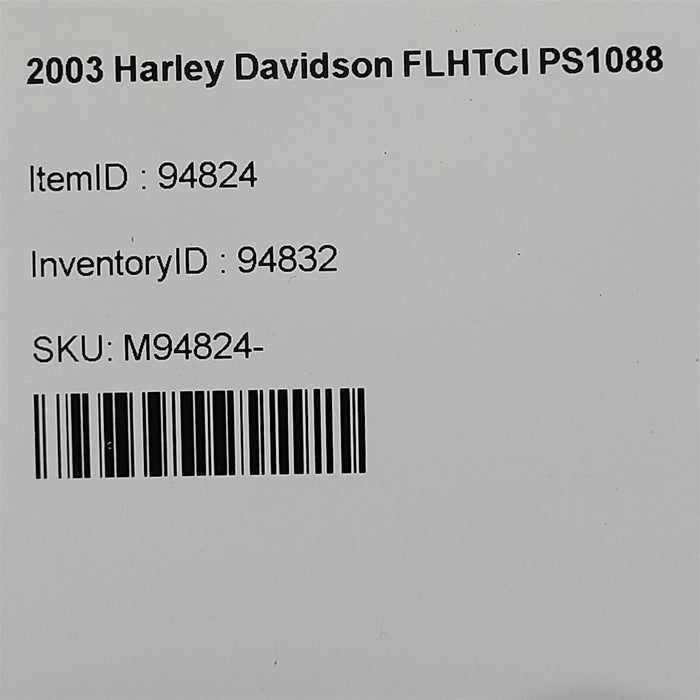 2003 Harley Davidson FLHTCI PS1088
ItemID : 94824
InventoryID : 94832
SKU: M94824-